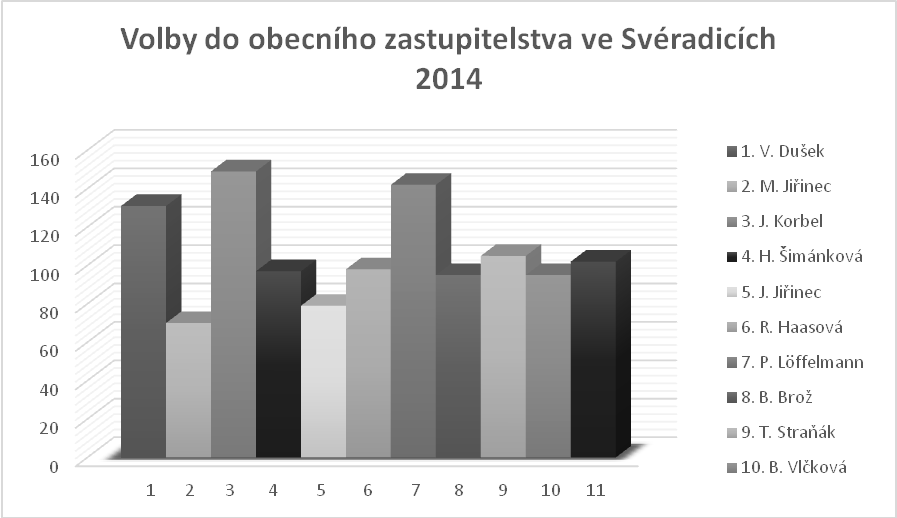 Volby do obecního zastupitelstva ve Svéradicích
2014
160
140
120
100
80
60
40
20
0
1 2 3 4 5 6 7 8 9 10 11
1. V. Dušek
2. M. Jiřinec
3. J. Korbel
4. H. Šimánková
5. J. Jiřinec
6. R. Haasová
7. P. Löffelmann
8. B. Brož
9. T. Straňák
10. B. Vlčková